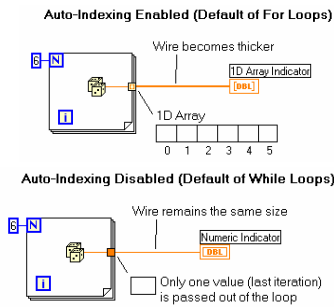 Auto-Indexing Enabled (Default of For Loops)
Wire becomes thicker
6 N
1D Array Indicator
[DBL]
i
1D Array
0 1 2 3 4 5
Auto-Indexing Disabled (Default of While Loops)
Wire remains the same size
6 N
Numeric Indicator
DBL
i
Only one value (last iteration)
is passed out of the loop